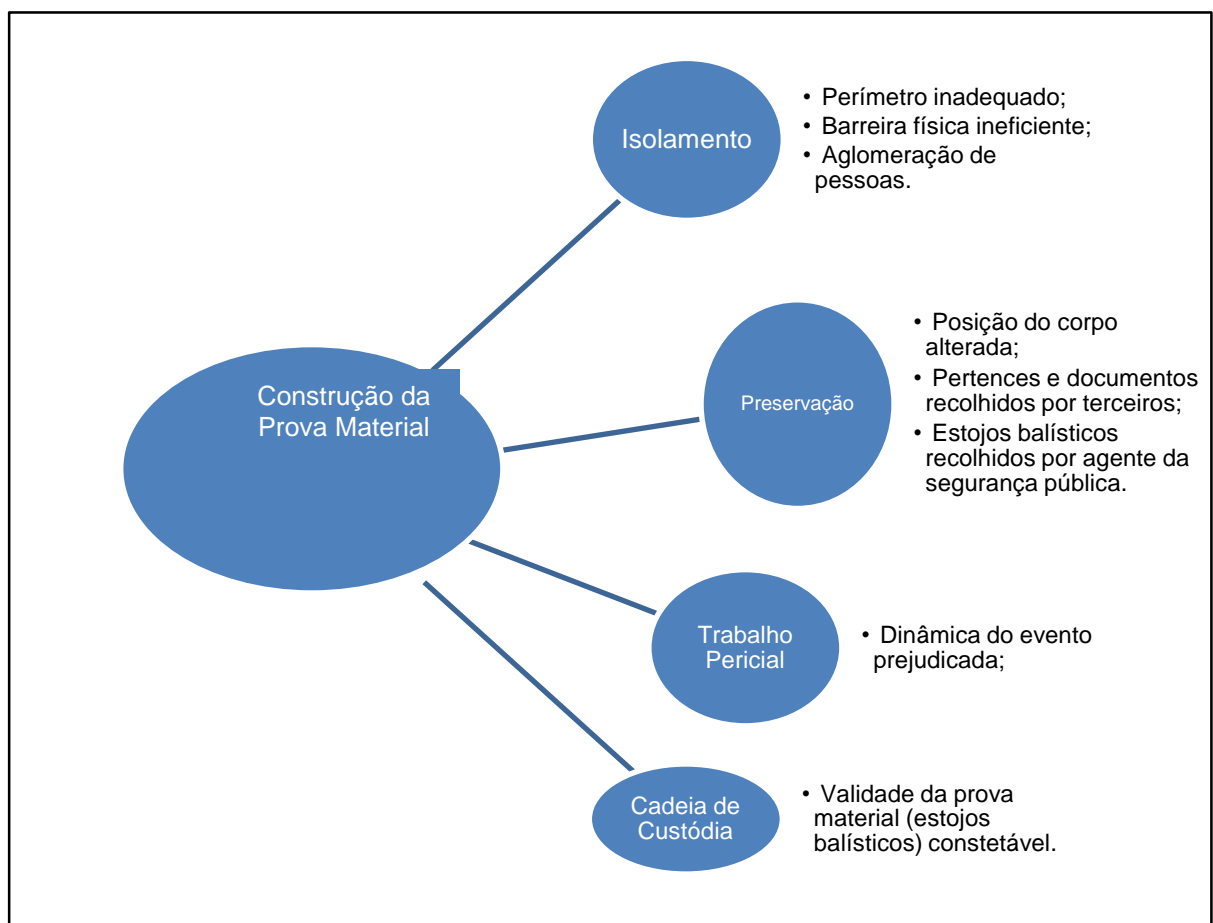 Isolamento
• Perímetro inadequado;
• Barreira física ineficiente;
• Aglomeração de
pessoas.
Construção da
Prova Material
Preservação
• Posição do corpo
alterada;
• Pertences e documentos
recolhidos por terceiros;
• Estojos balísticos
recolhidos por agente da
segurança pública.
Trabalho
Pericial
• Dinâmica do evento
prejudicada;
Cadeia de
Custódia
• Validade da prova
material (estojos
balísticos) constetável.